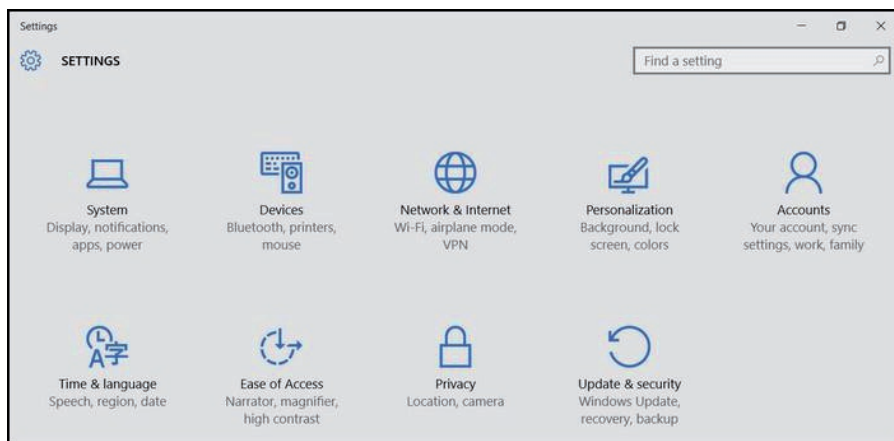 Settings
SETTINGS
Find a setting
System
Display, notifications,
apps, power
Devices
Bluetooth, printers,
mouse
Network & Internet
Wi-Fi, airplane mode,
VPN
Personalization
Background, lock
screen, colors
Accounts
Your account, sync
settings, work, family
A字
Time & language
Speech, region, date
Ease of Access
Narrator, magnifier,
high contrast
Privacy
Location, camera
Update & security
Windows Update,
recovery, backup